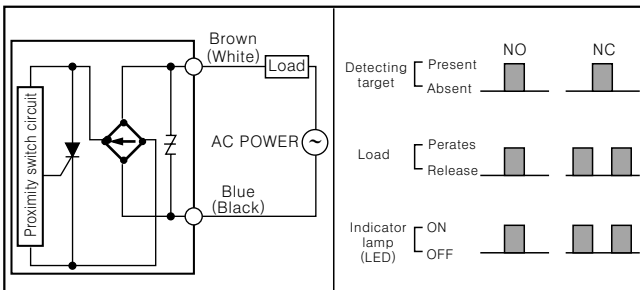 Proximity switch circuit
Brown
(White)
Load
AC POWER
~
Blue
(Black)
NO
NC
Detecting
target
Present
Absent
Load
Perates
Release
Indicator
lamp
(LED)
ON
OFF